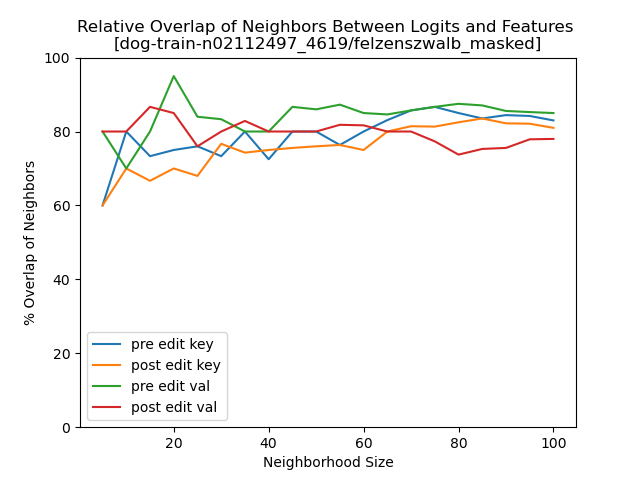 Relative Overlap of Neighbors Between Logits and Features
[dog-train-n02112497_4619/felzenszwalb_masked]
100
80
60
40
20
0
% Overlap of Neighbors
pre edit key
post edit key
pre edit val
post edit val
20 40 60 80 100
Neighborhood Size